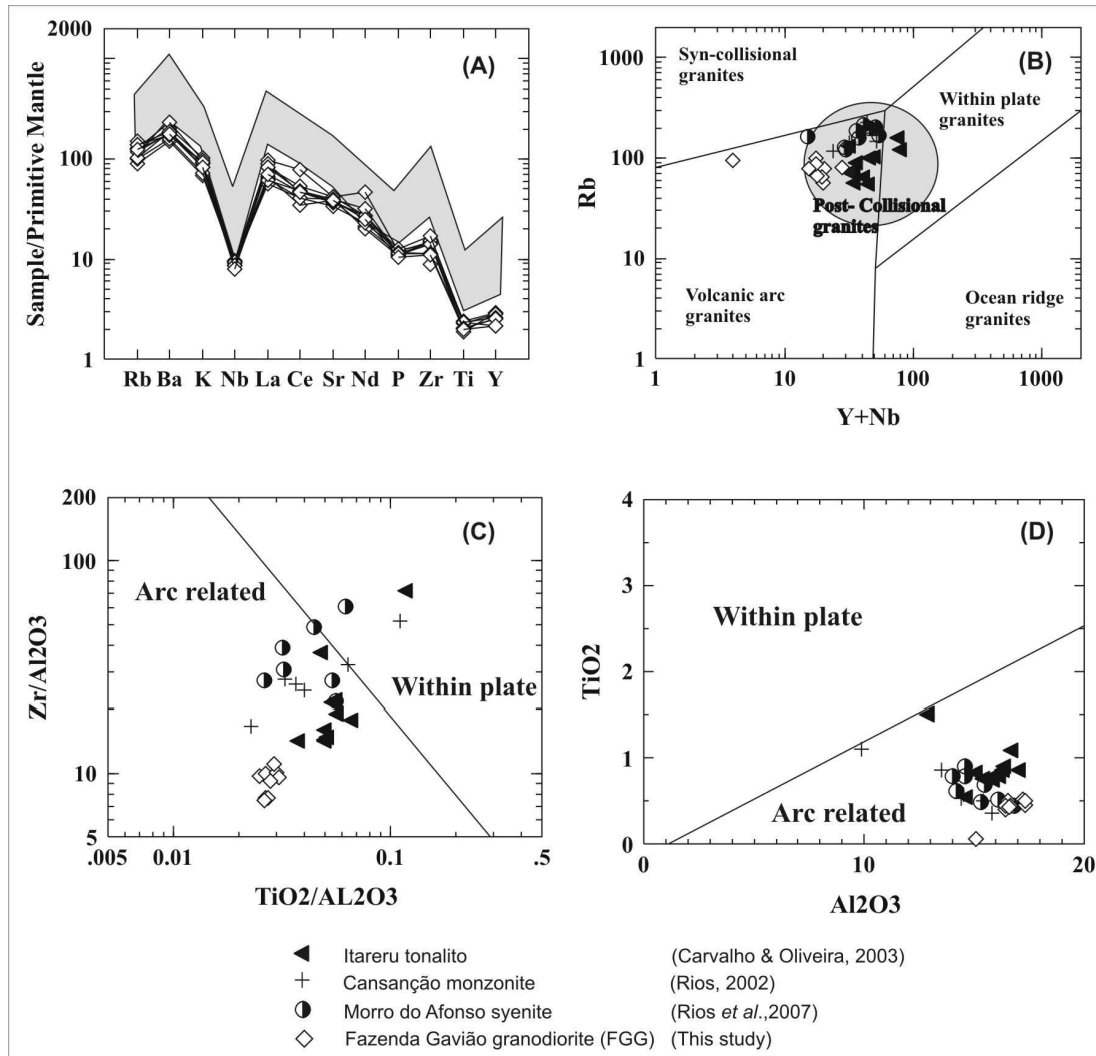 (A)
2000
100
10
1
Sample/Primitive Mantle
Rb Ba K Nb La Ce Sr Nd P Zr Ti Y
(B)
Syn-collisional
granites
Within plate
granites
Post- Collisional
granites
Volcanic arc
granites
Ocean ridge
granites
1000
100
10
1
Rb
1 10 100 1000
Y+Nb
(C)
200
100
10
5
Zr/Al2O3
Arc related
Within plate
.005 0.01 0.1 .5
TiO2/AL2O3
(D)
4
3
2
1
0
TiO2
Within plate
Arc related
0 10 20
Al2O3
Itareru tonalito (Carvalho & Oliveira, 2003)
Cansanção monzonite (Rios, 2002)
Morro do Afonso syenite (Rios et al.,2007)
Fazenda Gavião granodiorite (FGG) (This study)